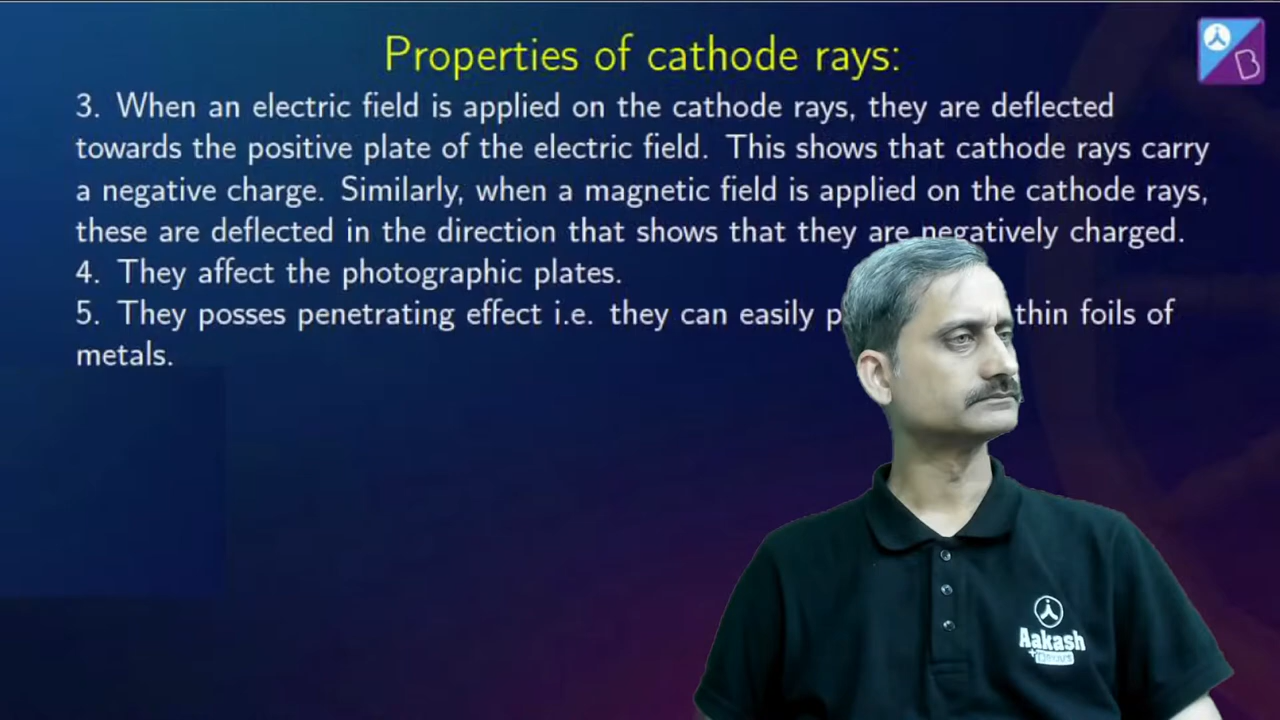 Properties of cathode rays:
3. When an electric field is applied on the cathode rays, they are deflected
towards the positive plate of the electric field. This shows that cathode rays carry
a negative charge. Similarly, when a magnetic field is applied on the cathode rays,
these are deflected in the direction that shows that they are negatively charged.
4. They affect the photographic plates.
5. They posses penetrating effect i.e. they can easily thin foils of
metals.
B
Aakash